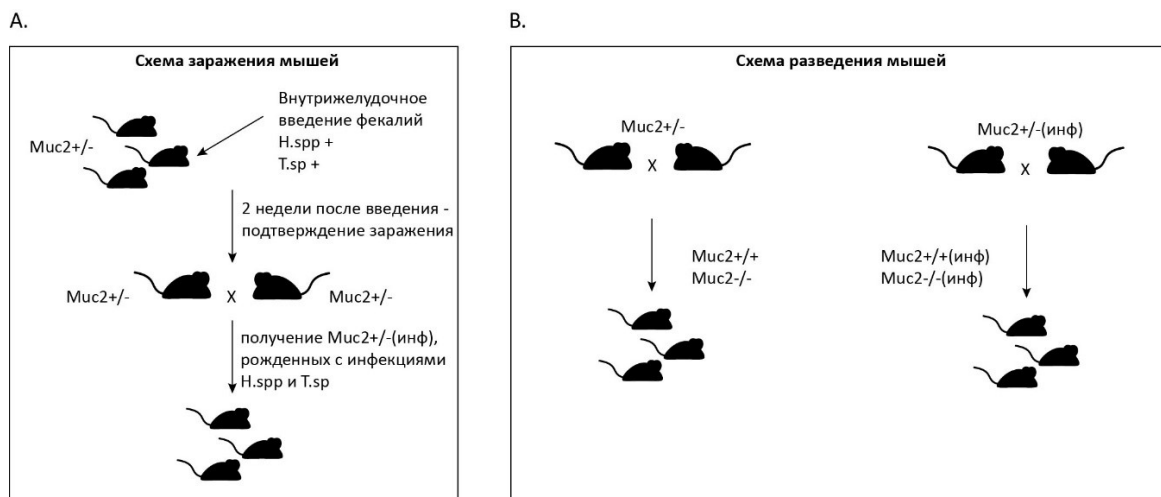 A.
Схема заражения мышей
Внутрижелудочное
введение фекалий
H.spp +
T.sp +
Muc2+/-
2 недели после введения -
подтверждение заражения
Muc2+/-
X
Muc2+/-
получение Muc2+/-(инф),
рожденных с инфекциями
H.spp и T.sp
B.
Схема разведения мышей
Muc2+/-
X
Muc2+/+
Muc2-/-
Muc2+/-(инф)
X
Muc2+/+(инф)
Muc2-/-(инф)